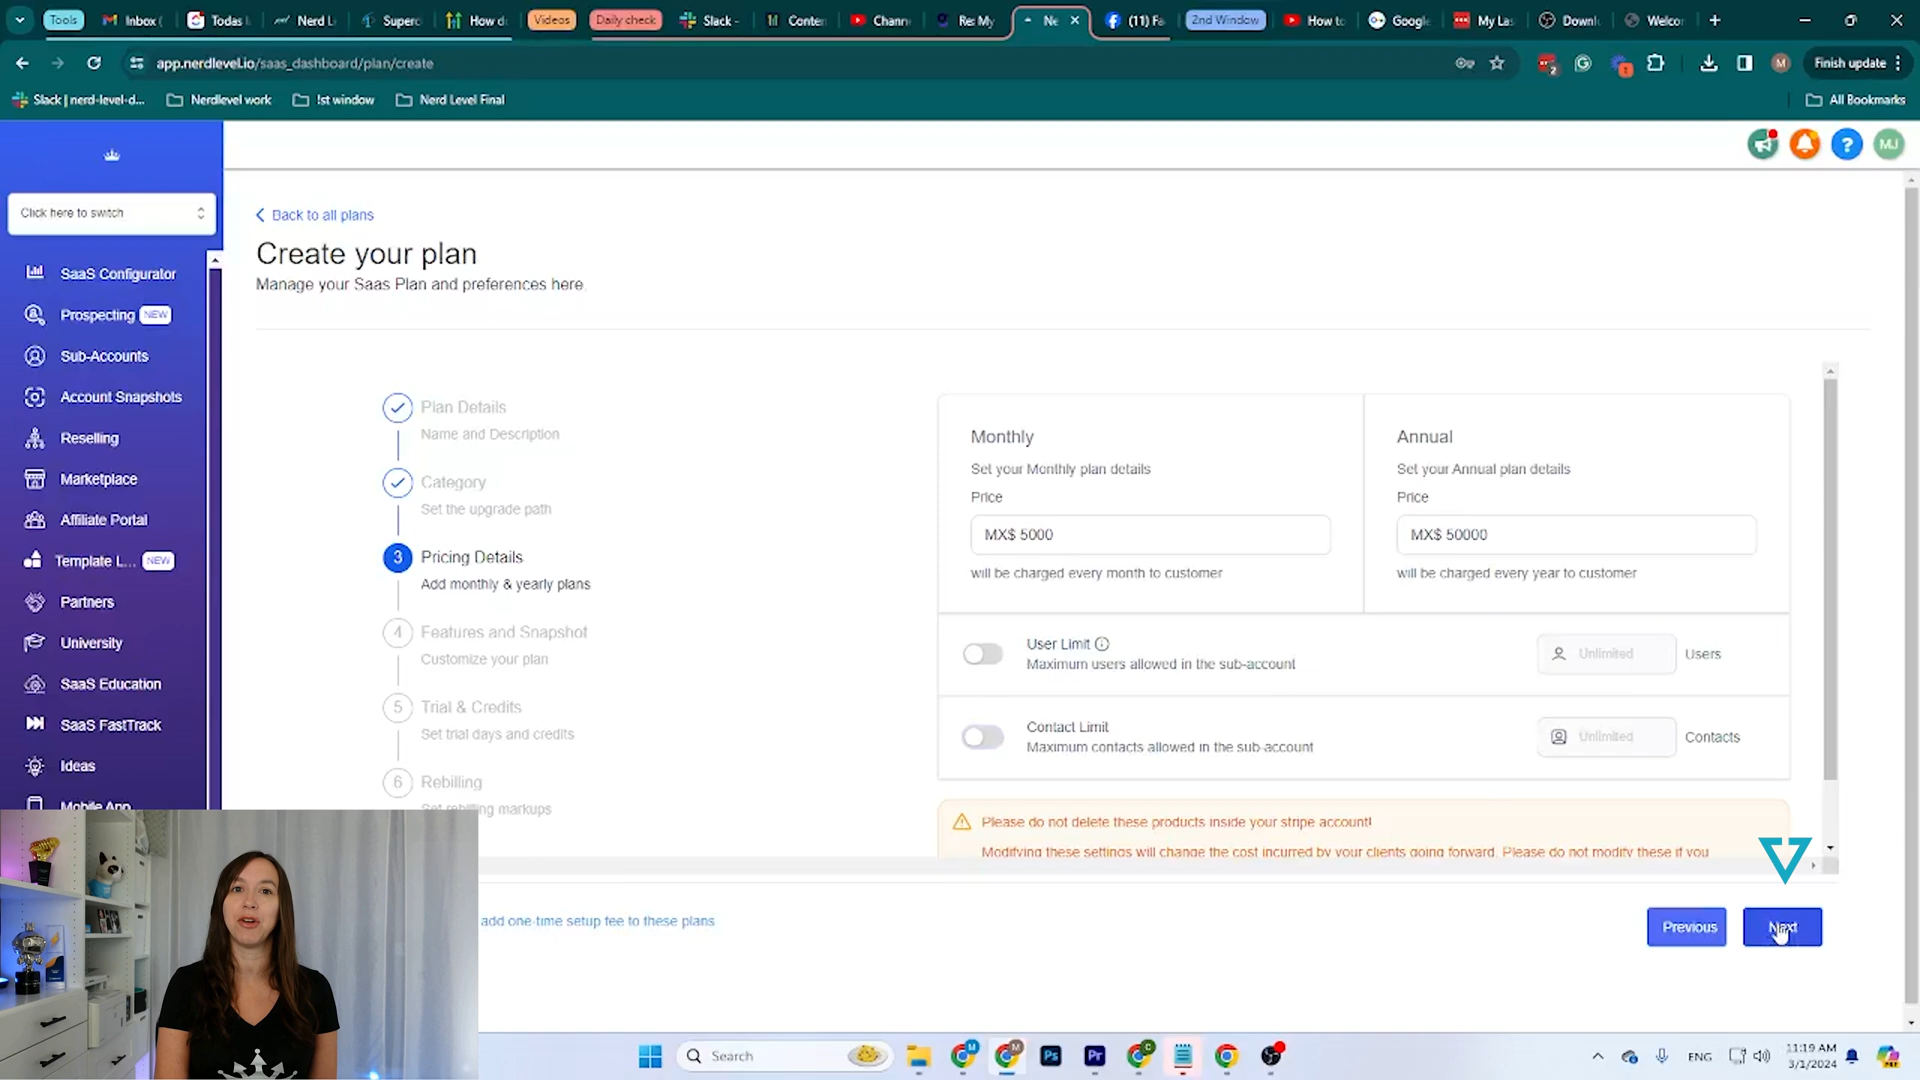 Tools
Inbox (
Todas l
Nerd L
Superc
How do
Videos
Daily check
Slack -
Conten
Chann
Re: My
Ne
(11) Fa
2nd Window
How to
Google
My Las
Downl
Welco
app.nerdlevel.io/saas_dashboard/plan/create
Finish update
Slack | nerd-level-d...
Nerdlevel work
!st window
Nerd Level Final
All Bookmarks
MJ
Click here to switch
SaaS Configurator
Prospecting NEW
Sub-Accounts
Account Snapshots
Reselling
Marketplace
Affiliate Portal
Template L... NEW
Partners
University
SaaS Education
SaaS FastTrack
Ideas
Mobile App
Back to all plans
Create your plan
Manage your Saas Plan and preferences here.
Plan Details
Name and Description
Category
Set the upgrade path
3 Pricing Details
Add monthly & yearly plans
4 Features and Snapshot
Customize your plan
5 Trial & Credits
Set trial days and credits
6 Rebilling
Set rebilling markups
Monthly
Set your Monthly plan details
Price
MX$ 5000
will be charged every month to customer
Annual
Set your Annual plan details
Price
MX$ 50000
will be charged every year to customer
User Limit
Maximum users allowed in the sub-account
Unlimited Users
Contact Limit
Maximum contacts allowed in the sub-account
Unlimited Contacts
Please do not delete these products inside your stripe account!
Modifying these settings will change the cost incurred by your clients going forward. Please do not modify these if you
add one-time setup fee to these plans
Previous
Next
Search
ENG
11:19 AM
3/1/2024